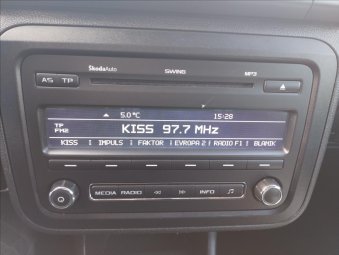 ŠkodaAuto SWING MP3
AS TP
5.0 °C 15:28
TP
FM2
KISS 97.7 MHz
KISS | IMPULS | FAKTOR | EVROPA 2 | RADIO F1 | BLANIK
MEDIA RADIO INFO